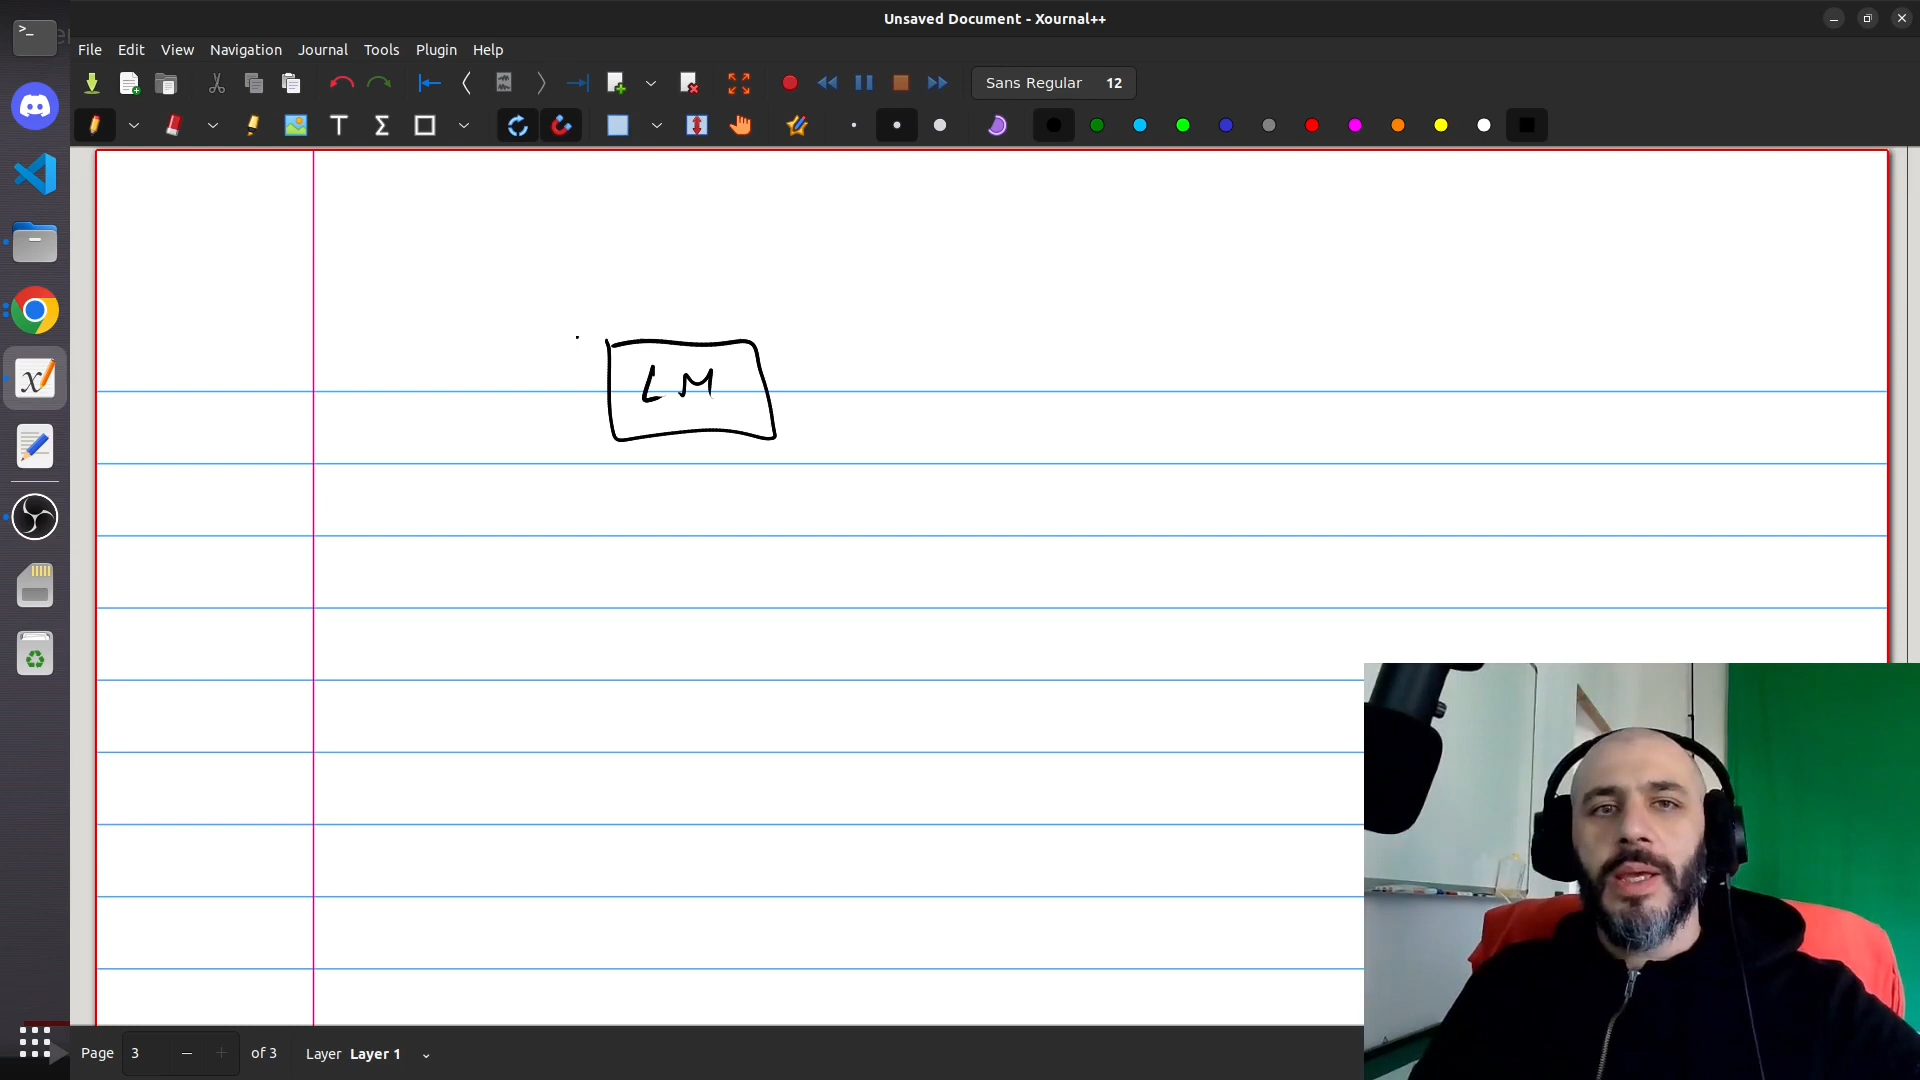 Unsaved Document - Xournal++
File Edit View Navigation Journal Tools Plugin Help
Sans Regular 12
LM
Page 3 of 3 Layer Layer 1